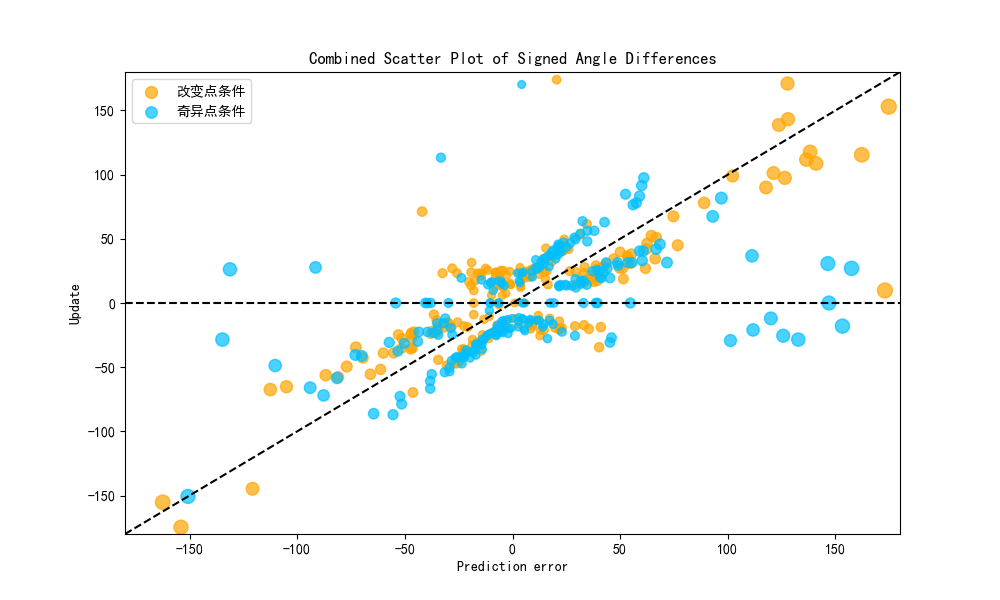 Combined Scatter Plot of Signed Angle Differences
改变点条件
奇异点条件
Update
150
100
50
0
−50
−100
−150
−150
−100
−50
0
50
100
150
Prediction error